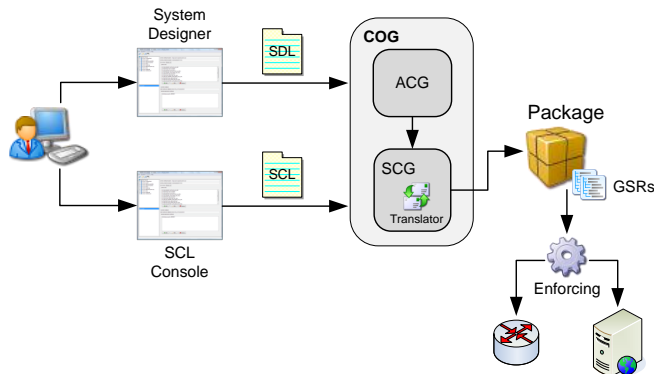 System
Designer
SDL
COG
ACG
Package
SCG
Translator
GSRs
SCL
SCL
Console
Enforcing